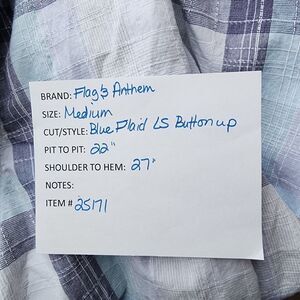 BRAND: Flag & Anthem
SIZE: Medium
CUT/STYLE: Blue Plaid LS Button up
PIT TO PIT: 22"
SHOULDER TO HEM: 27"
NOTES:
ITEM # 25171